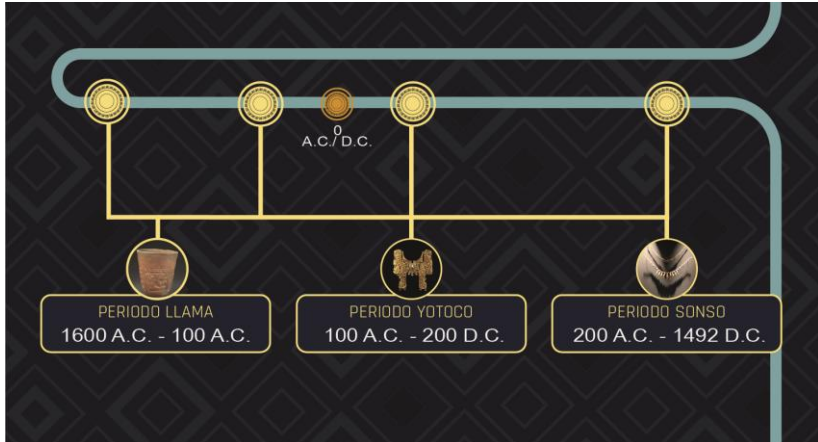 0
A.C./ D.C.
PERIODO LLAMA
1600 A.C. - 100 A.C.
PERIODO YOTOCO
100 A.C. - 200 D.C.
PERIODO SONSO
200 A.C. - 1492 D.C.